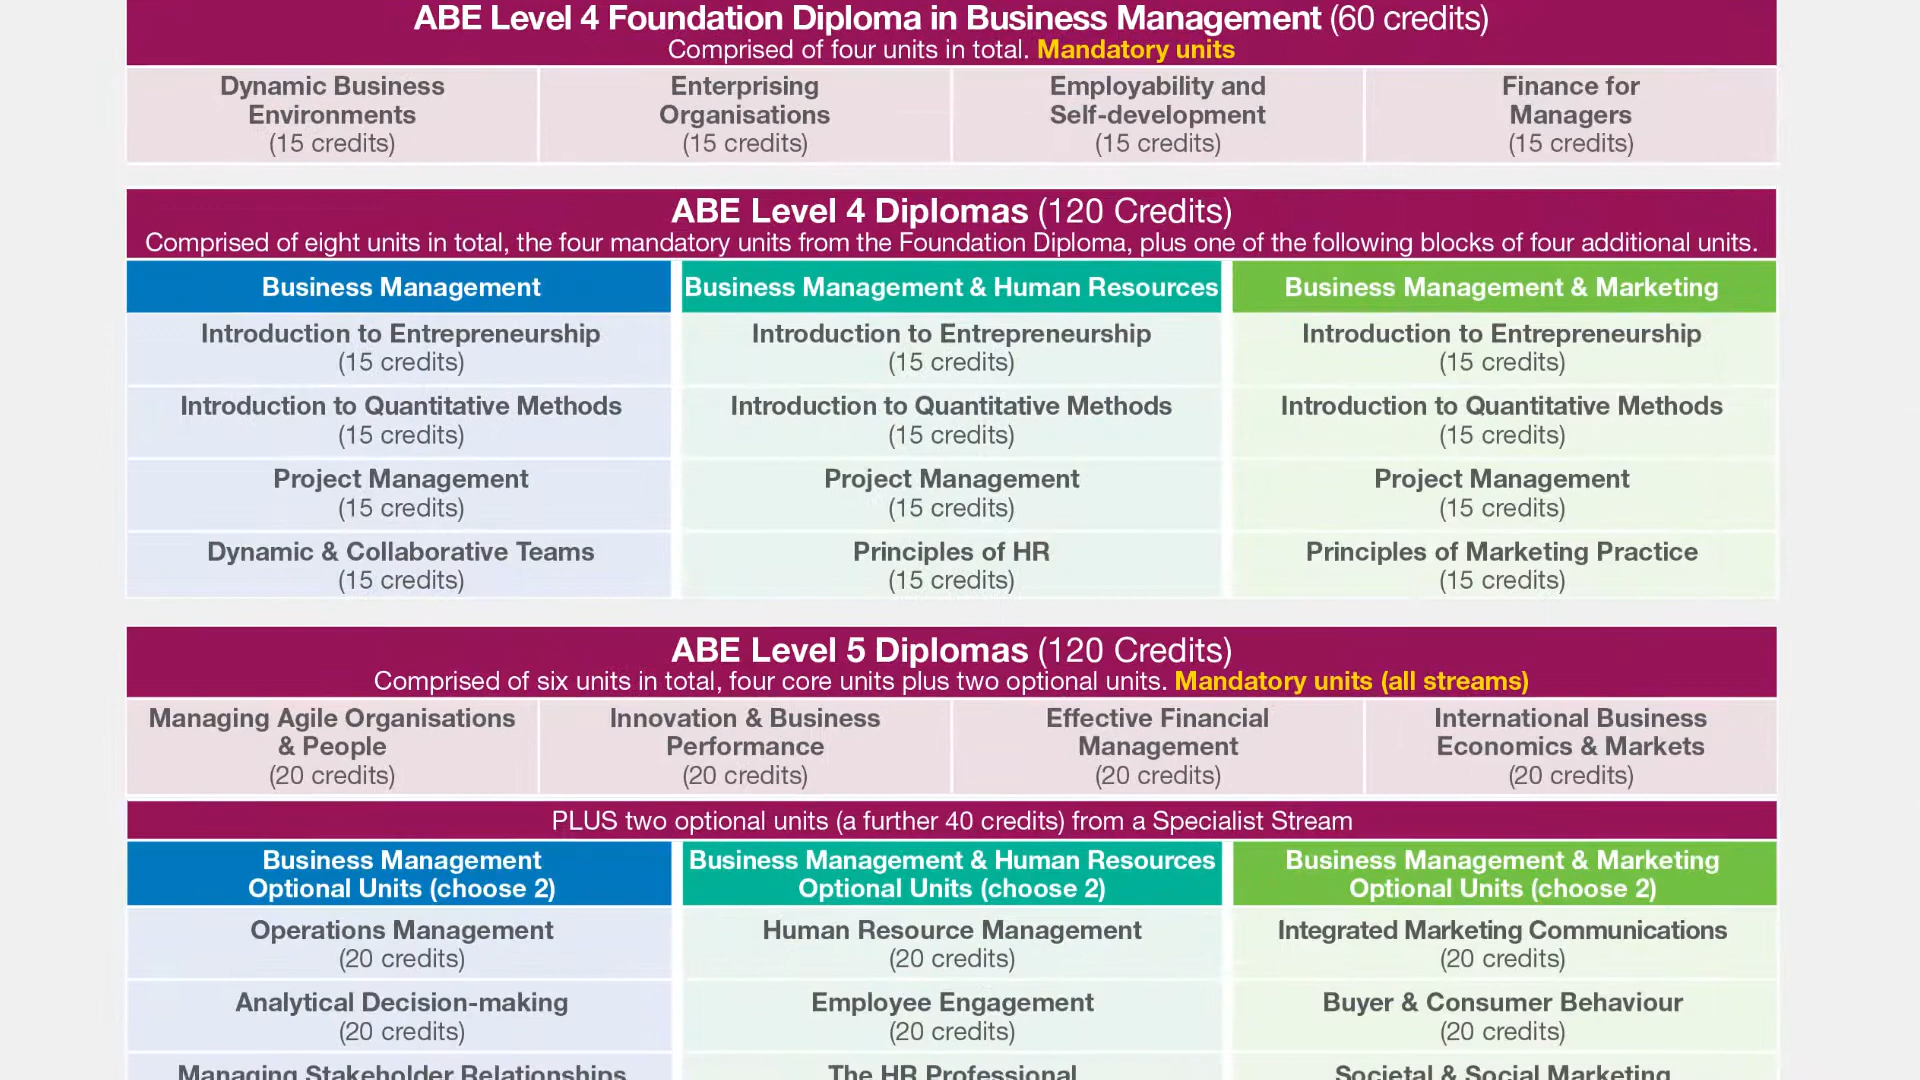 ABE Level 4 Foundation Diploma in Business Management (60 credits)
Comprised of four units in total. Mandatory units
Dynamic Business
Environments
(15 credits)
Enterprising
Organisations
(15 credits)
Employability and
Self-development
(15 credits)
Finance for
Managers
(15 credits)
ABE Level 4 Diplomas (120 Credits)
Comprised of eight units in total, the four mandatory units from the Foundation Diploma, plus one of the following blocks of four additional units.
Business Management
Introduction to Entrepreneurship
(15 credits)
Introduction to Quantitative Methods
(15 credits)
Project Management
(15 credits)
Dynamic & Collaborative Teams
(15 credits)
Business Management & Human Resources
Introduction to Entrepreneurship
(15 credits)
Introduction to Quantitative Methods
(15 credits)
Project Management
(15 credits)
Principles of HR
(15 credits)
Business Management & Marketing
Introduction to Entrepreneurship
(15 credits)
Introduction to Quantitative Methods
(15 credits)
Project Management
(15 credits)
Principles of Marketing Practice
(15 credits)
ABE Level 5 Diplomas (120 Credits)
Comprised of six units in total, four core units plus two optional units. Mandatory units (all streams)
Managing Agile Organisations
& People
(20 credits)
Innovation & Business
Performance
(20 credits)
Effective Financial
Management
(20 credits)
International Business
Economics & Markets
(20 credits)
PLUS two optional units (a further 40 credits) from a Specialist Stream
Business Management
Optional Units (choose 2)
Operations Management
(20 credits)
Analytical Decision-making
(20 credits)
Managing Stakeholder Relationships
Business Management & Human Resources
Optional Units (choose 2)
Human Resource Management
(20 credits)
Employee Engagement
(20 credits)
The HR Professional
Business Management & Marketing
Optional Units (choose 2)
Integrated Marketing Communications
(20 credits)
Buyer & Consumer Behaviour
(20 credits)
Societal & Social Marketing